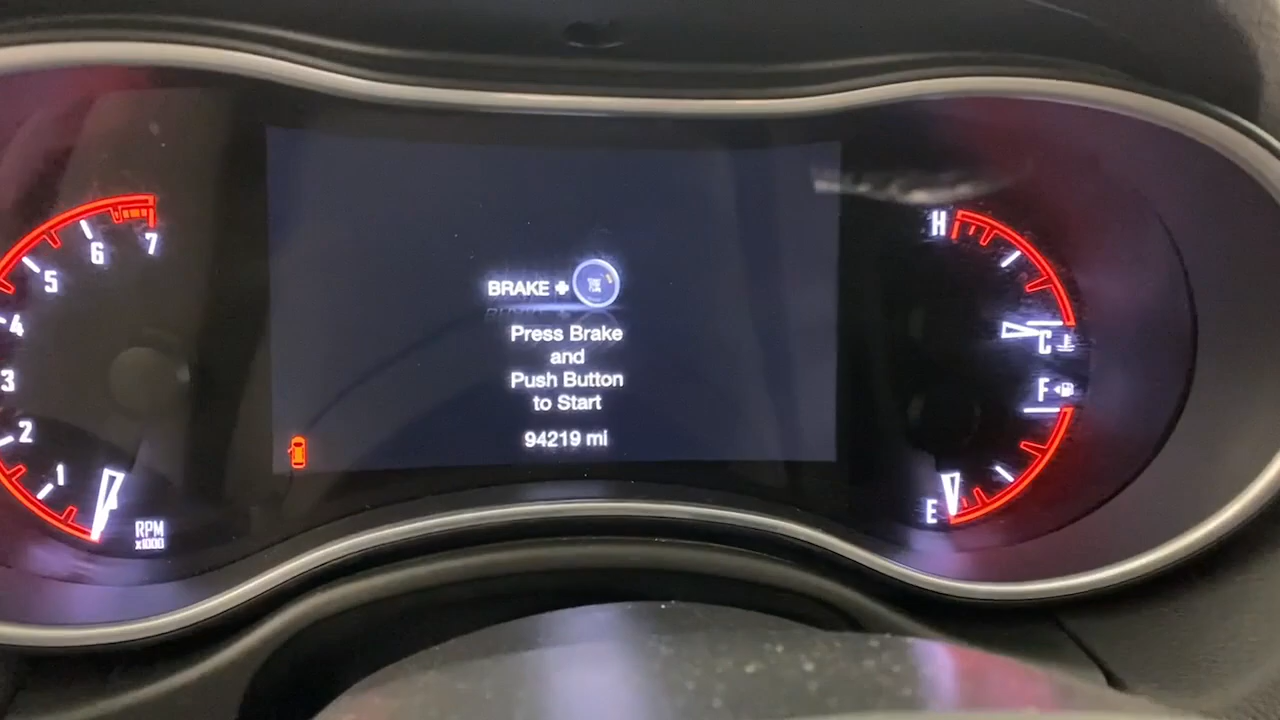 7
6
5
4
3
2
1
RPM
x1000
BRAKE +
Press Brake
and
Push Button
to Start
94219 mi
H
C
F
E